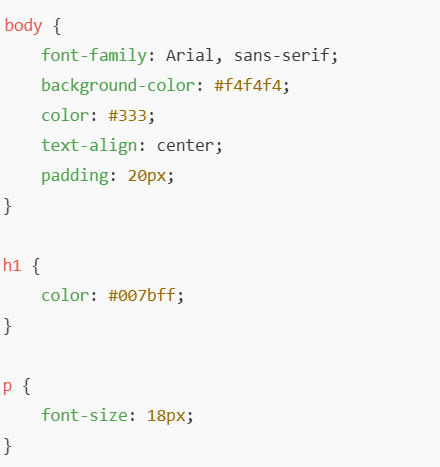 body {
    font-family: Arial, sans-serif;
    background-color: #f4f4f4;
    color: #333;
    text-align: center;
    padding: 20px;
}

h1 {
    color: #007bff;
}

p {
    font-size: 18px;
}